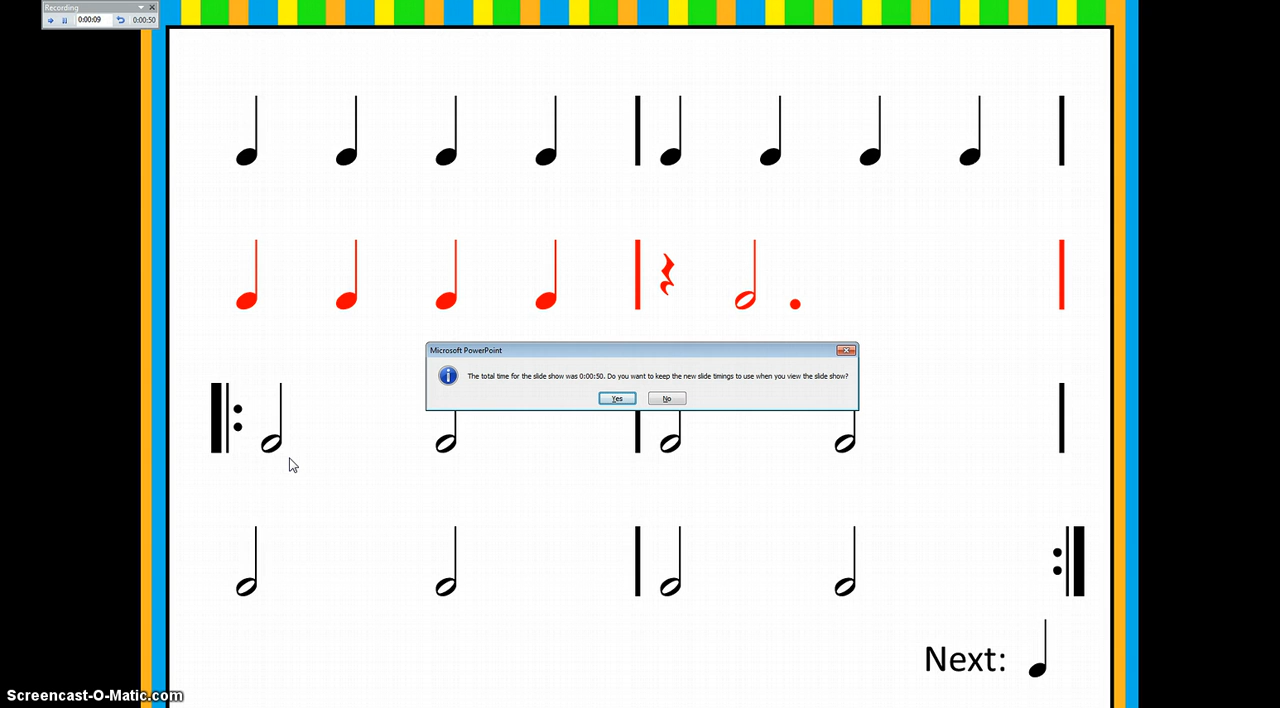 Recording
0:00:09 0:00:50
Microsoft PowerPoint
The total time for the slide show was 0:00:50. Do you want to keep the new slide timings to use when you view the slide show?
Yes No
Next:
Screencast-O-Matic.com